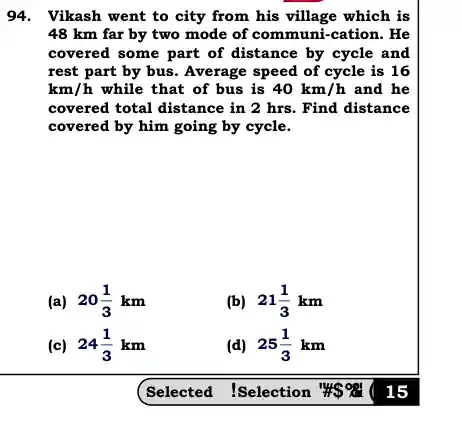 94. Vikash went to city from his village which is
48 km far by two mode of communi-cation. He
covered some part of distance by cycle and
rest part by bus. Average speed of cycle is 16
km/h while that of bus is 40 km/h and he
covered total distance in 2 hrs. Find distance
covered by him going by cycle.
(a) 20 1/3 km (b) 21 1/3 km
(c) 24 1/3 km (d) 25 1/3 km
Selected !Selection 15